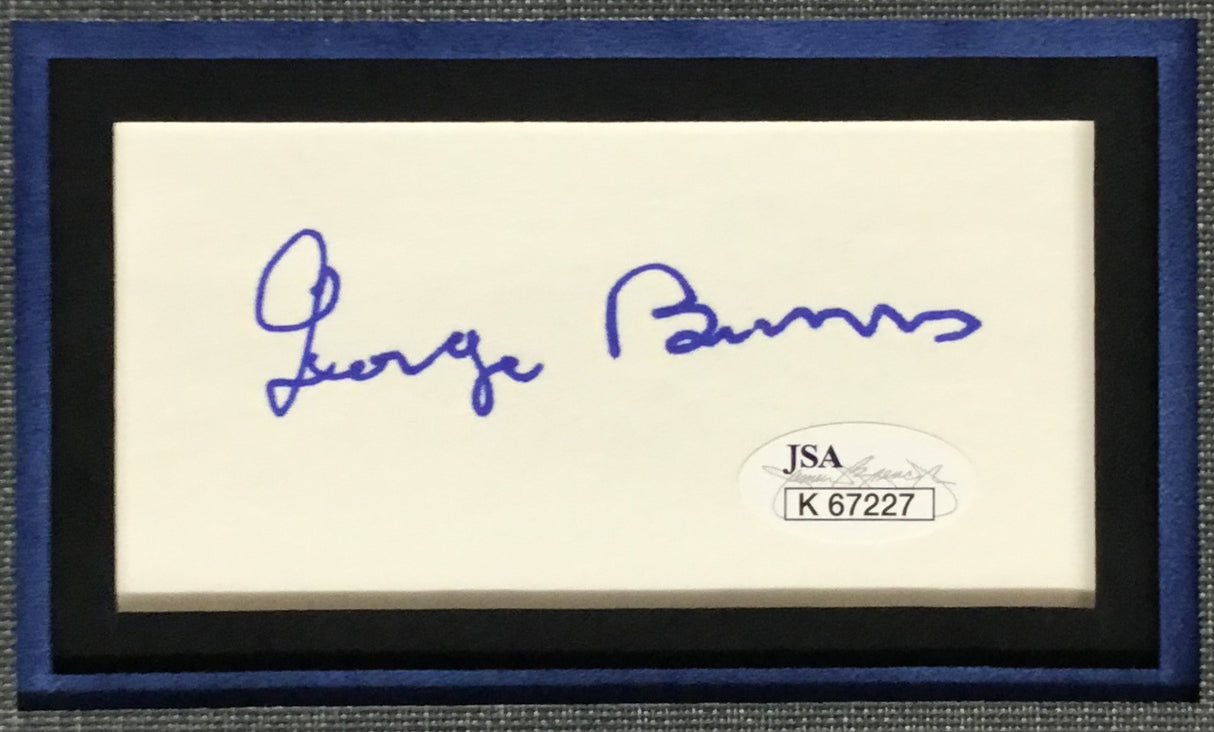 George Burns
JSA
K 67227